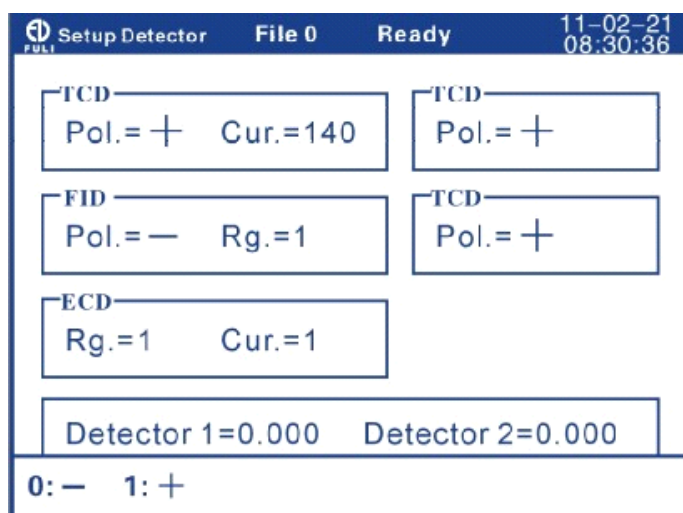 FULI Setup Detector File 0 Ready 11-02-21
08:30:36
TCD TCD
Pol.= + Cur.=140 Pol.= +
FID TCD
Pol.= − Rg.=1 Pol.= +
ECD
Rg.=1 Cur.=1
Detector 1=0.000 Detector 2=0.000
0: − 1: +